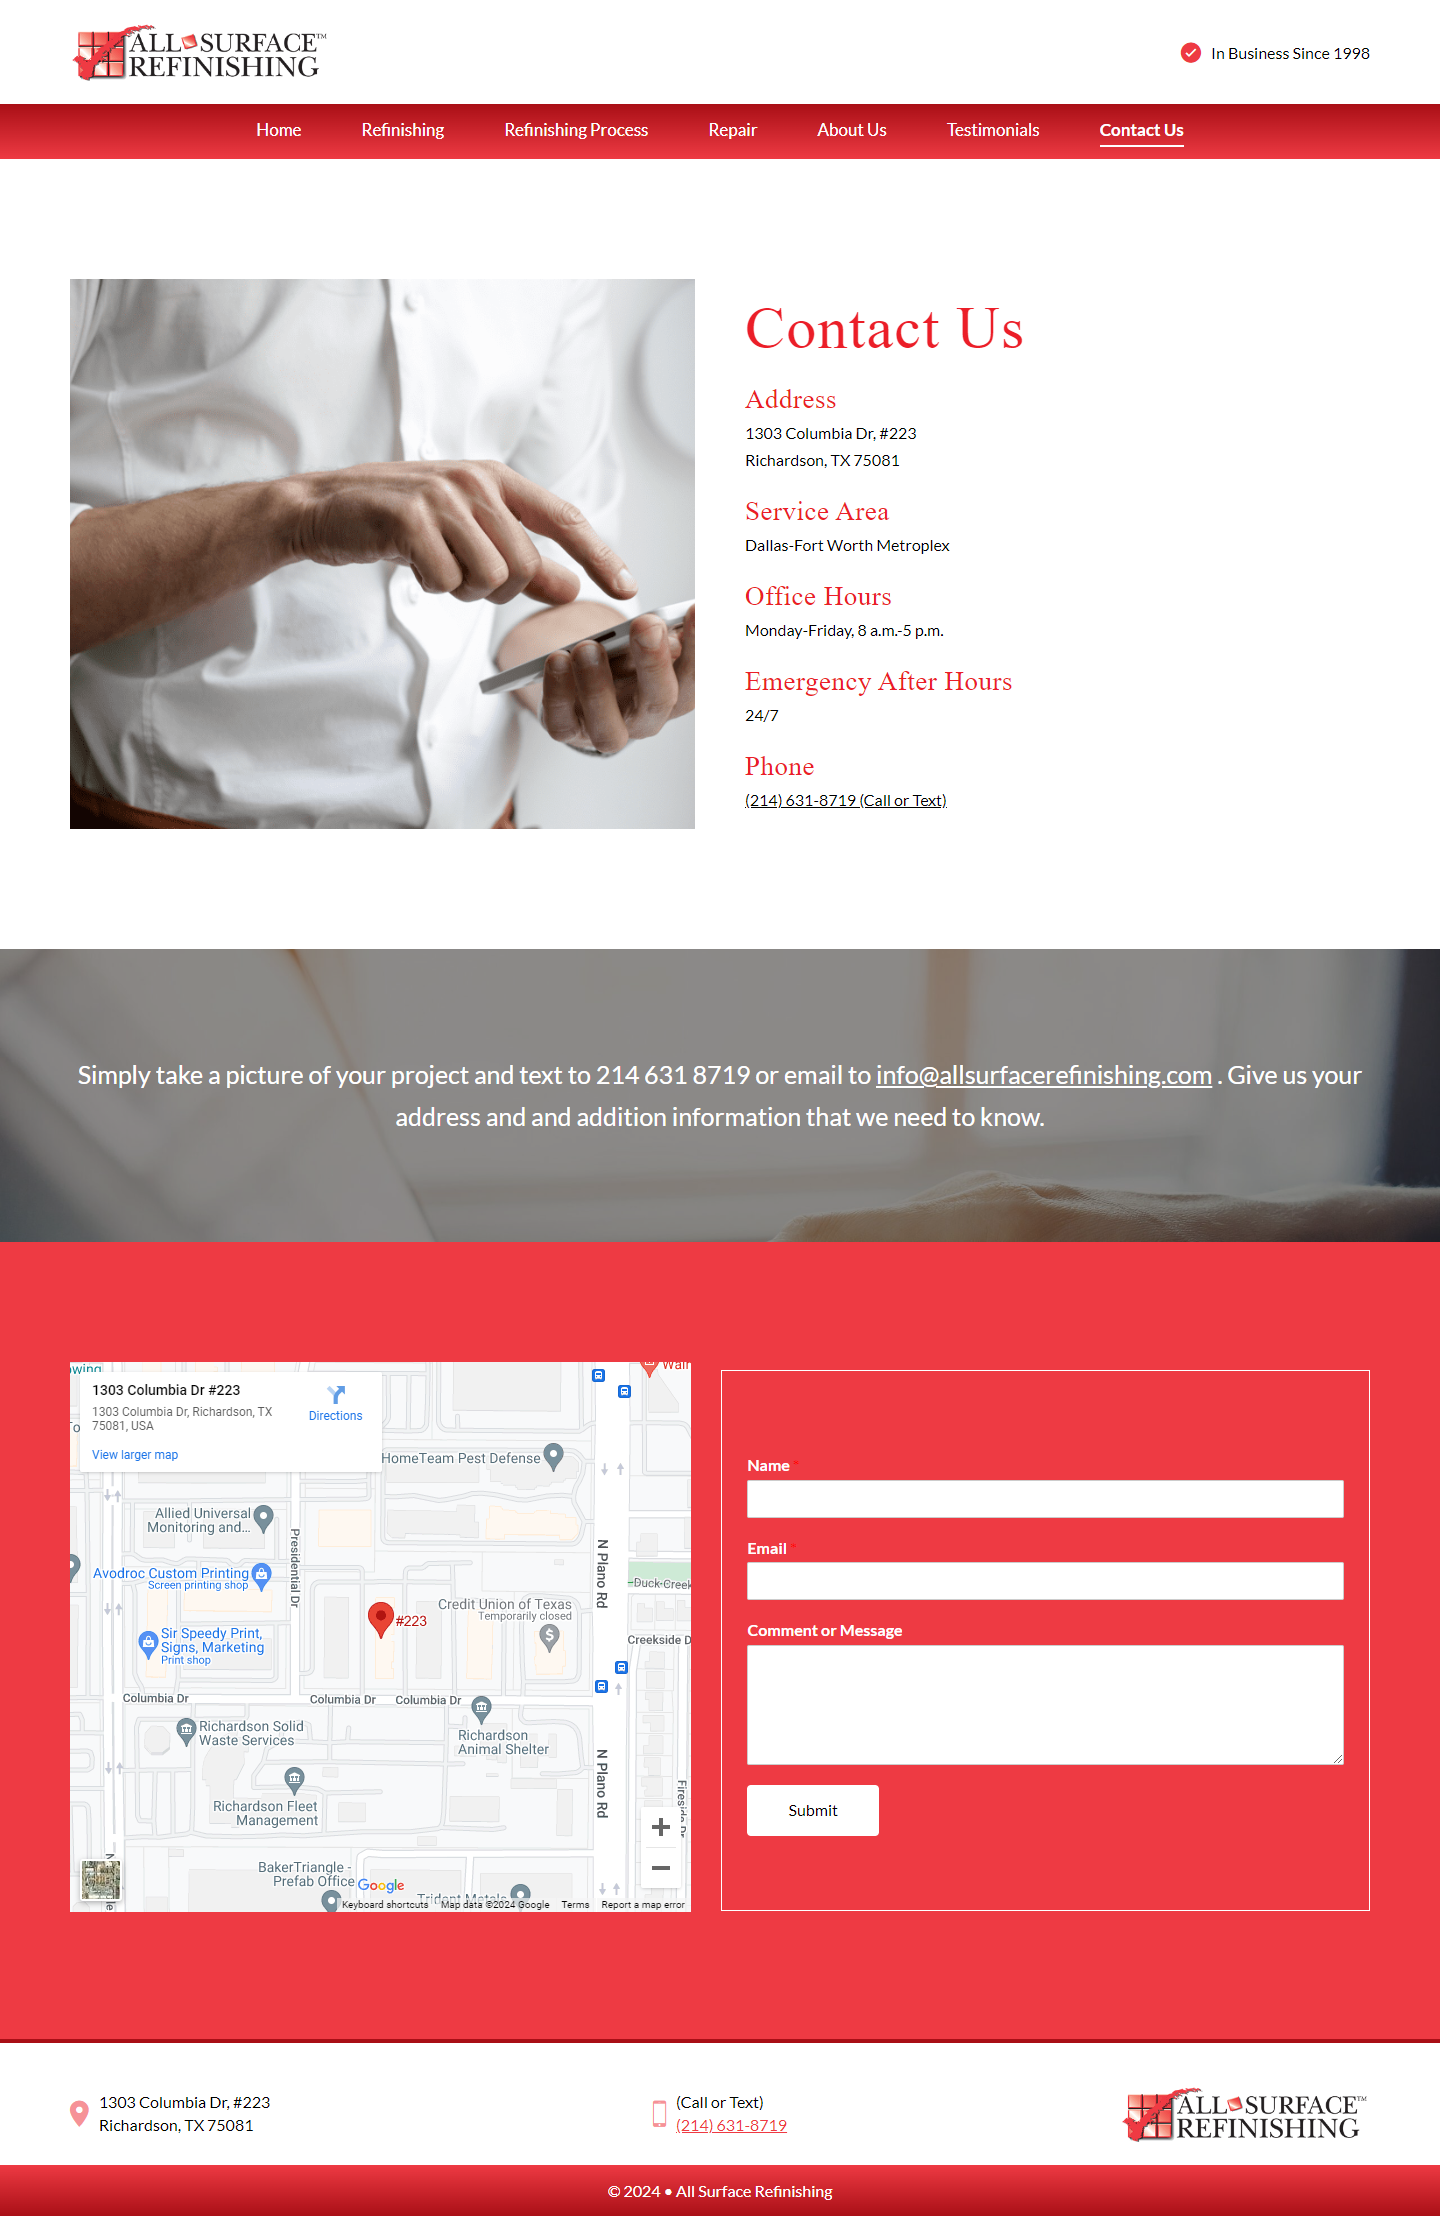 ALL SURFACE™
REFINISHING
In Business Since 1998
Home Refinishing Refinishing Process Repair About Us Testimonials Contact Us
Contact Us
Address
1303 Columbia Dr, #223
Richardson, TX 75081
Service Area
Dallas-Fort Worth Metroplex
Office Hours
Monday-Friday, 8 a.m.-5 p.m.
Emergency After Hours
24/7
Phone
(214) 631-8719 (Call or Text)
Simply take a picture of your project and text to 214 631 8719 or email to info@allsurfacerefinishing.com . Give us your
address and and addition information that we need to know.
1303 Columbia Dr #223
1303 Columbia Dr, Richardson, TX
75081, USA
Directions
View larger map
HomeTeam Pest Defense
Allied Universal
Monitoring and...
Presidential Dr
N Plano Rd
Avodroc Custom Printing
Screen printing shop
Duck Creek
Credit Union of Texas
Temporarily closed
#223
Sir Speedy Print,
Signs, Marketing
Print shop
Creekside D
Columbia Dr
Columbia Dr
Columbia Dr
Richardson Solid
Waste Services
Richardson
Animal Shelter
N Plano Rd
Fireside Dr
Richardson Fleet
Management
BakerTriangle -
Prefab Office
Google
Trident Metals
Keyboard shortcuts Map data ©2024 Google Terms Report a map error
Name *
Email *
Comment or Message
Submit
1303 Columbia Dr, #223
Richardson, TX 75081
(Call or Text)
(214) 631-8719
ALL SURFACE™
REFINISHING
© 2024 • All Surface Refinishing